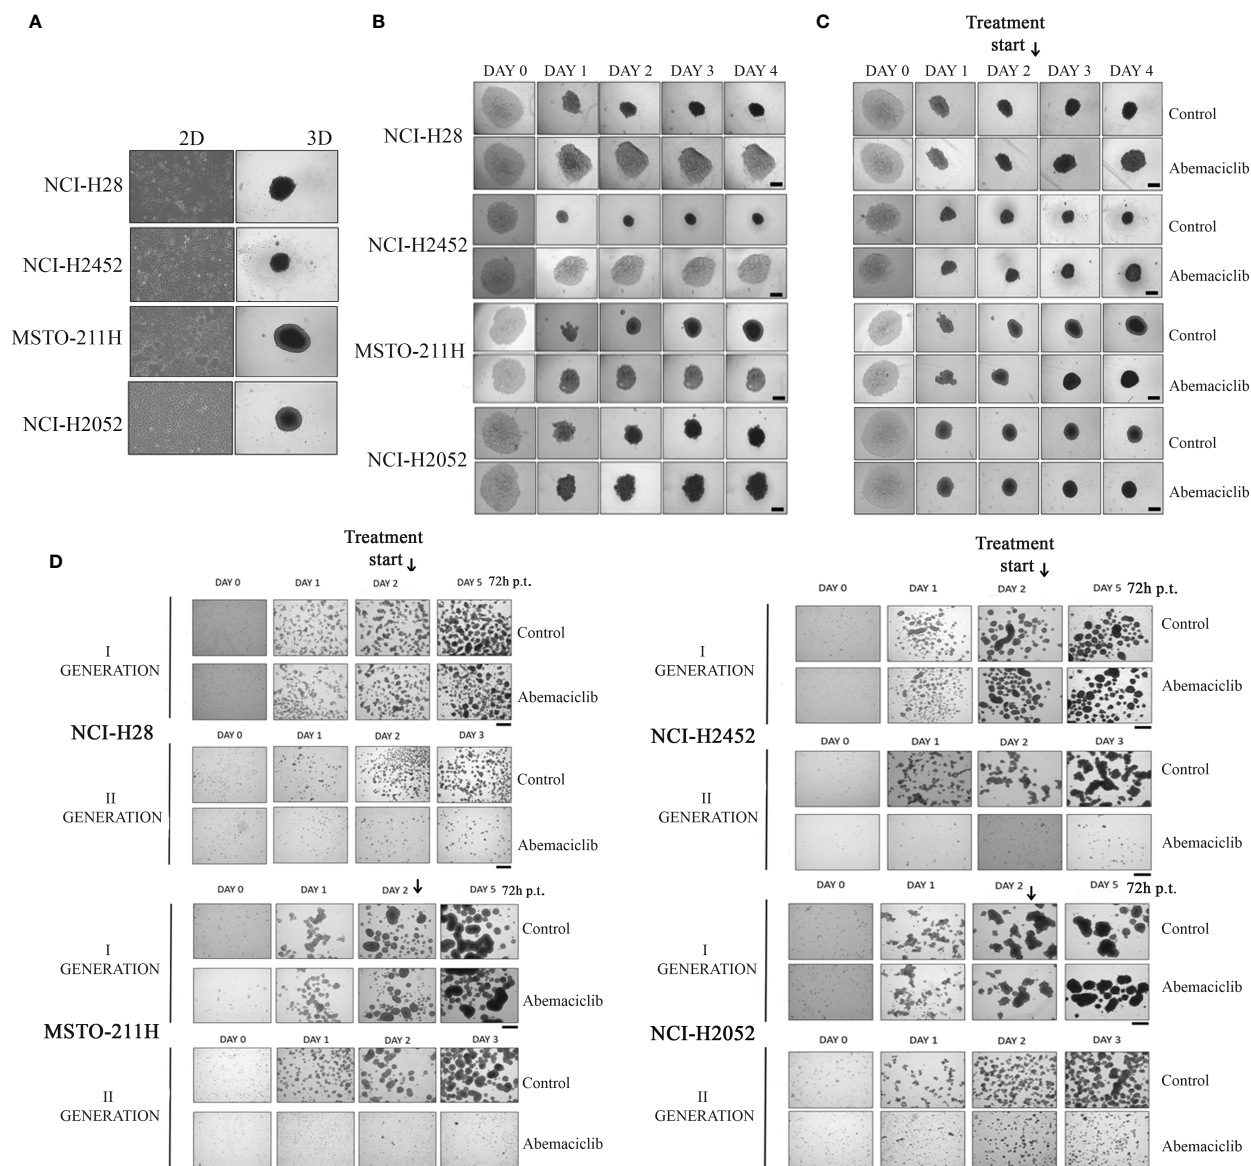 A
2D 3D
NCI-H28
NCI-H2452
MSTO-211H
NCI-H2052
B
DAY 0 DAY 1 DAY 2 DAY 3 DAY 4
NCI-H28
NCI-H2452
MSTO-211H
NCI-H2052
C
Treatment
start ↓
DAY 0 DAY 1 DAY 2 DAY 3 DAY 4
Control
Abemaciclib
Control
Abemaciclib
Control
Abemaciclib
Control
Abemaciclib
D
Treatment
start ↓
DAY 0 DAY 1 DAY 2 DAY 5 72h p.t.
I
GENERATION
Control
Abemaciclib
NCI-H28
DAY 0 DAY 1 DAY 2 DAY 3
II
GENERATION
Control
Abemaciclib
DAY 0 DAY 1 DAY 2 ↓ DAY 5 72h p.t.
I
GENERATION
Control
Abemaciclib
MSTO-211H
DAY 0 DAY 1 DAY 2 DAY 3
II
GENERATION
Control
Abemaciclib
Treatment
start ↓
DAY 0 DAY 1 DAY 2 DAY 5 72h p.t.
I
GENERATION
Control
Abemaciclib
NCI-H2452
DAY 0 DAY 1 DAY 2 DAY 3
II
GENERATION
Control
Abemaciclib
DAY 0 DAY 1 DAY 2 ↓ DAY 5 72h p.t.
I
GENERATION
Control
Abemaciclib
NCI-H2052
DAY 0 DAY 1 DAY 2 DAY 3
II
GENERATION
Control
Abemaciclib